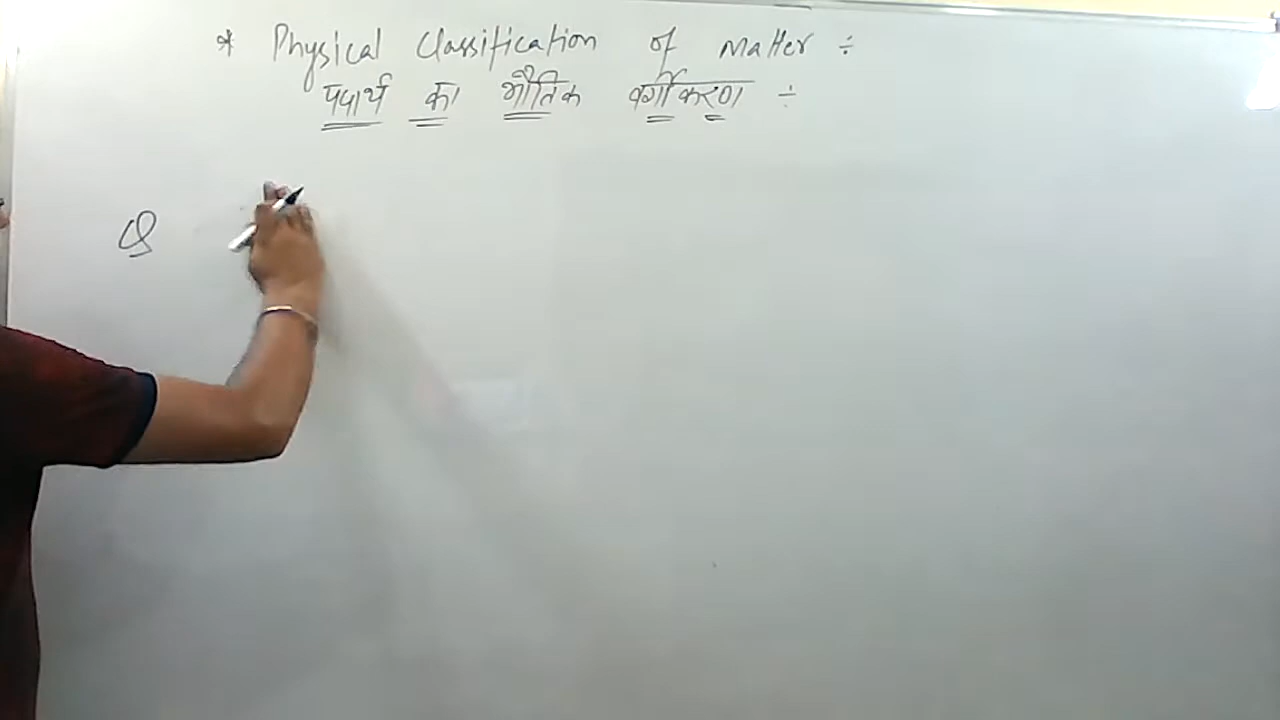 * Physical Classification of Matter ÷
पदार्थ का भौतिक वर्गीकरण ÷
Q